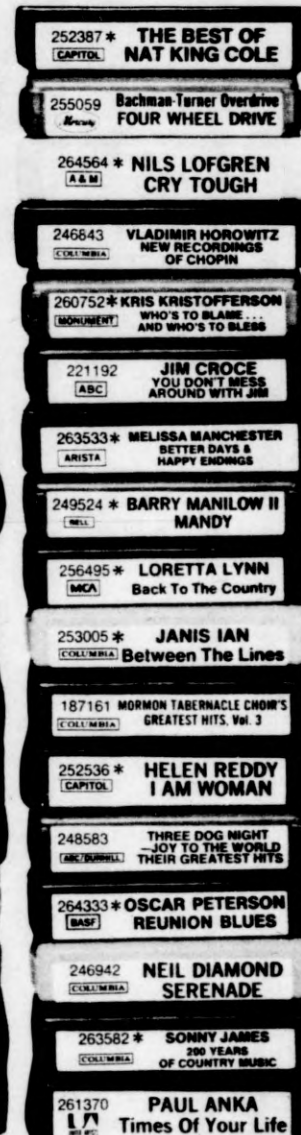 252387 * THE BEST OF
CAPITOL NAT KING COLE
255059 Bachman-Turner Overdrive
Mercury FOUR WHEEL DRIVE
264564 * NILS LOFGREN
A & M CRY TOUGH
246843 VLADIMIR HOROWITZ
COLUMBIA NEW RECORDINGS
OF CHOPIN
260752* KRIS KRISTOFFERSON
MONUMENT WHO'S TO BLAME...
AND WHO'S TO BLESS
221192 JIM CROCE
ABC YOU DON'T MESS
AROUND WITH JIM
263533* MELISSA MANCHESTER
ARISTA BETTER DAYS &
HAPPY ENDINGS
249524 * BARRY MANILOW II
BELL MANDY
256495* LORETTA LYNN
MCA Back To The Country
253005* JANIS IAN
COLUMBIA Between The Lines
187161 MORMON TABERNACLE CHOIR'S
COLUMBIA GREATEST HITS, Vol. 3
252536 * HELEN REDDY
CAPITOL I AM WOMAN
248583 THREE DOG NIGHT
ABC/DUNHILL —JOY TO THE WORLD
THEIR GREATEST HITS
264333* OSCAR PETERSON
BASF REUNION BLUES
246942 NEIL DIAMOND
COLUMBIA SERENADE
263582 * SONNY JAMES
COLUMBIA 200 YEARS
OF COUNTRY MUSIC
261370 PAUL ANKA
UA Times Of Your Life